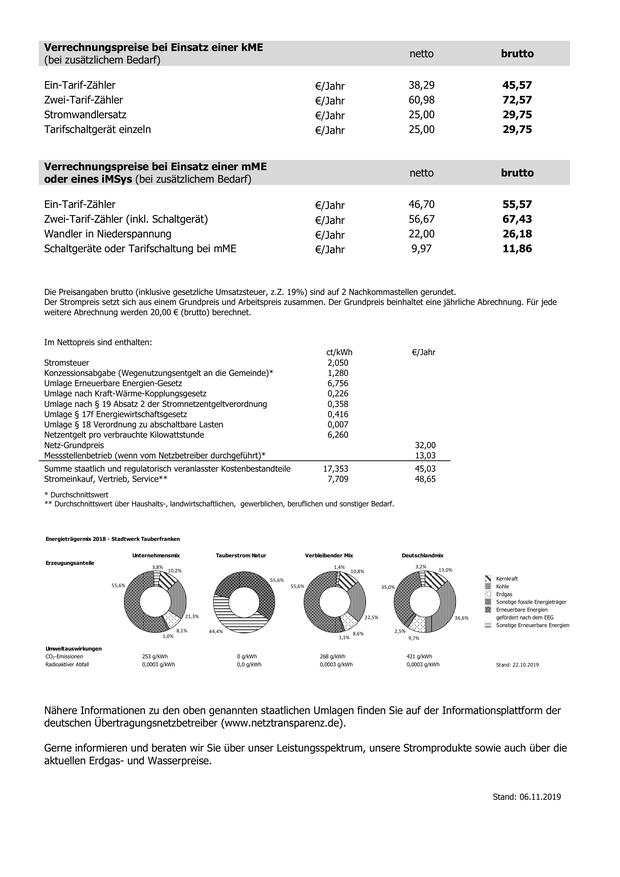 Verrechnungspreise bei Einsatz einer kME
(bei zusätzlichem Bedarf) netto brutto
Ein-Tarif-Zähler €/Jahr 38,29 45,57
Zwei-Tarif-Zähler €/Jahr 60,98 72,57
Stromwandlersatz €/Jahr 25,00 29,75
Tarifschaltgerät einzeln €/Jahr 25,00 29,75
Verrechnungspreise bei Einsatz einer mME
oder eines iMSys (bei zusätzlichem Bedarf) netto brutto
Ein-Tarif-Zähler €/Jahr 46,70 55,57
Zwei-Tarif-Zähler (inkl. Schaltgerät) €/Jahr 56,67 67,43
Wandler in Niederspannung €/Jahr 22,00 26,18
Schaltgeräte oder Tarifschaltung bei mME €/Jahr 9,97 11,86
Die Preisangaben brutto (inklusive gesetzliche Umsatzsteuer, z.Z. 19%) sind auf 2 Nachkommastellen gerundet.
Der Strompreis setzt sich aus einem Grundpreis und Arbeitspreis zusammen. Der Grundpreis beinhaltet eine jährliche Abrechnung. Für jede
weitere Abrechnung werden 20,00 € (brutto) berechnet.
Im Nettopreis sind enthalten:
ct/kWh €/Jahr
Stromsteuer 2,050
Konzessionsabgabe (Wegenutzungsentgelt an die Gemeinde)* 1,280
Umlage Erneuerbare Energien-Gesetz 6,756
Umlage nach Kraft-Wärme-Kopplungsgesetz 0,226
Umlage nach § 19 Absatz 2 der Stromnetzentgeltverordnung 0,358
Umlage § 17f Energiewirtschaftsgesetz 0,416
Umlage § 18 Verordnung zu abschaltbare Lasten 0,007
Netzentgelt pro verbrauchte Kilowattstunde 6,260
Netz-Grundpreis 32,00
Messstellenbetrieb (wenn vom Netzbetreiber durchgeführt)* 13,03
Summe staatlich und regulatorisch veranlasster Kostenbestandteile 17,353 45,03
Stromeinkauf, Vertrieb, Service** 7,709 48,65
* Durchschnittswert
** Durchschnittswert über Haushalts-, landwirtschaftlichen, gewerblichen, beruflichen und sonstiger Bedarf.
Energieträgermix 2018 - Stadtwerk Tauberfranken
Erzeugungsanteile
Unternehmensmix
3,8%
10,2%
21,3%
8,1%
1,0%
55,6%
Tauberstrom Natur
55,6%
44,4%
Verbleibender Mix
1,4%
10,8%
22,5%
8,6%
1,1%
55,6%
Deutschlandmix
3,2%
13,0%
36,6%
9,7%
2,5%
35,0%
Kernkraft
Kohle
Erdgas
Sonstige fossile Energieträger
Erneuerbare Energien
gefördert nach dem EEG
Sonstige Erneuerbare Energien
Umweltauswirkungen
CO₂-Emissionen 253 g/kWh 0 g/kWh 268 g/kWh 421 g/kWh
Radioaktiver Abfall 0,0003 g/kWh 0,0 g/kWh 0,0003 g/kWh 0,0003 g/kWh Stand: 22.10.2019
Nähere Informationen zu den oben genannten staatlichen Umlagen finden Sie auf der Informationsplattform der
deutschen Übertragungsnetzbetreiber (www.netztransparenz.de).
Gerne informieren und beraten wir Sie über unser Leistungsspektrum, unsere Stromprodukte sowie auch über die
aktuellen Erdgas- und Wasserpreise.
Stand: 06.11.2019